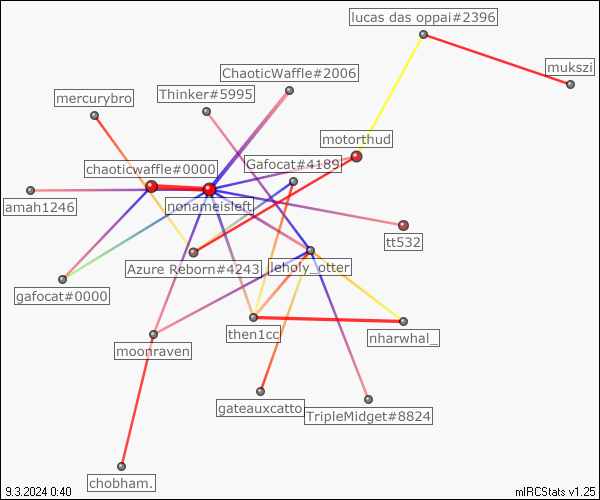 lucas das oppai#2396
ChaoticWaffle#2006
mukszi
Thinker#5995
mercurybro
motorthud
Gafocat#4189
chaoticwaffle#0000
amah1246
nonameisleft
tt532
Azure Reborn#4243
leholy_otter
gafocat#0000
then1cc
nharwhal_
moonraven
gateauxcatto
TripleMidget#8824
chobham.
9.3.2024 0:40
mIRCStats v1.25